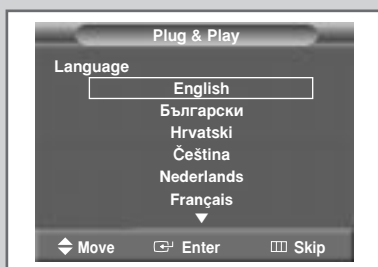 Plug & Play
Language
English
Български
Hrvatski
Čeština
Nederlands
Français
Move Enter Skip